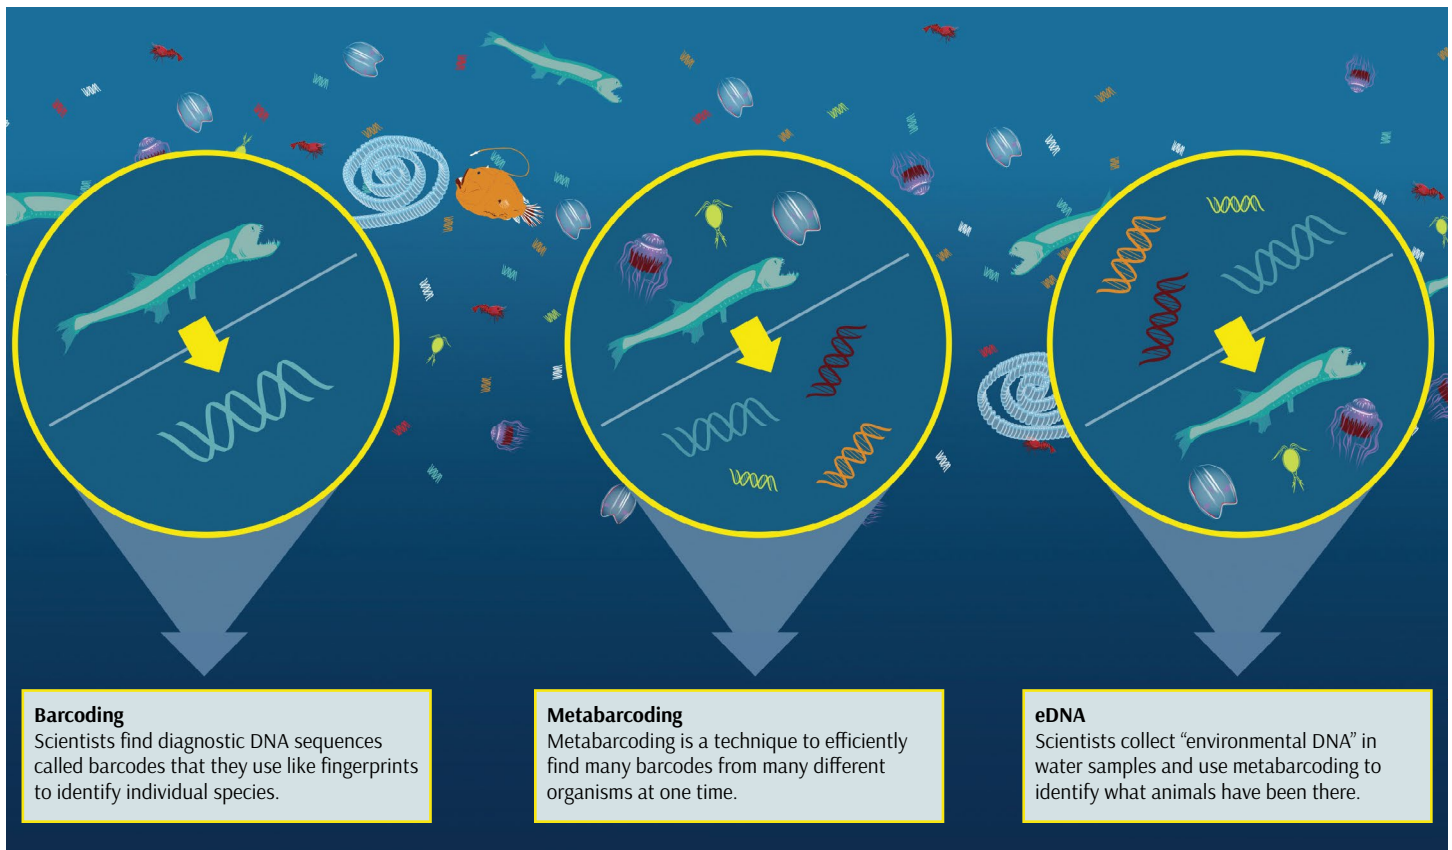 Barcoding
Scientists find diagnostic DNA sequences
called barcodes that they use like fingerprints
to identify individual species.
Metabarcoding
Metabarcoding is a technique to efficiently
find many barcodes from many different
organisms at one time.
eDNA
Scientists collect “environmental DNA” in
water samples and use metabarcoding to
identify what animals have been there.